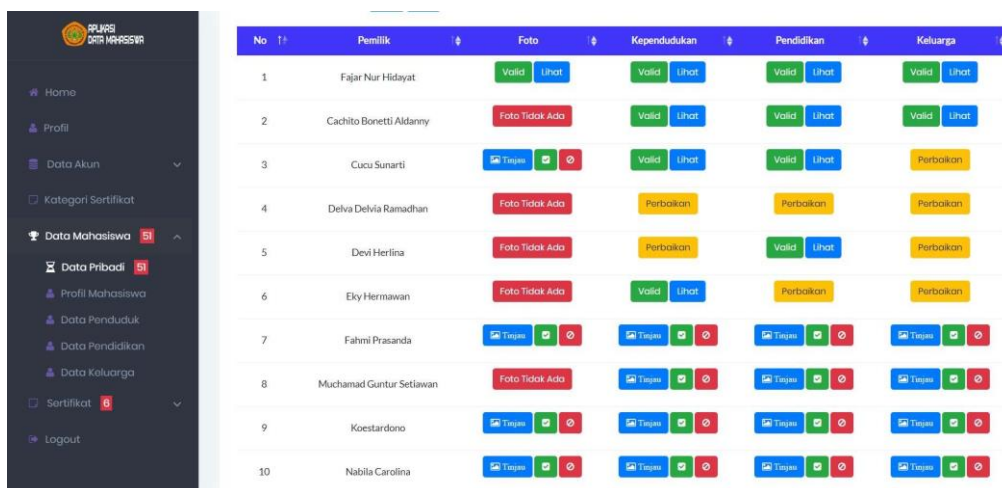 APLIKASI
DATA MAHASISWA
Home
Profil
Data Akun
Kategori Sertifikat
Data Mahasiswa 51
Data Pribadi 51
Profil Mahasiswa
Data Penduduk
Data Pendidikan
Data Keluarga
Sertifikat 6
Logout
No Pemilik Foto Kependudukan Pendidikan Keluarga
1 Fajar Nur Hidayat Valid Lihat Valid Lihat Valid Lihat Valid Lihat
2 Cachito Bonetti Aldanny Foto Tidak Ada Valid Lihat Valid Lihat Valid Lihat
3 Cucu Sunarti Tinjau Valid Lihat Valid Lihat Perbaikan
4 Delva Delvia Ramadhan Foto Tidak Ada Perbaikan Perbaikan Perbaikan
5 Devi Herlina Foto Tidak Ada Perbaikan Valid Lihat Perbaikan
6 Eky Hermawan Foto Tidak Ada Valid Lihat Perbaikan Perbaikan
7 Fahmi Prasanda Tinjau Tinjau Tinjau Tinjau
8 Muchamad Guntur Setiawan Foto Tidak Ada Tinjau Tinjau Tinjau
9 Koestardono Tinjau Tinjau Tinjau Tinjau
10 Nabila Carolina Tinjau Tinjau Tinjau Tinjau